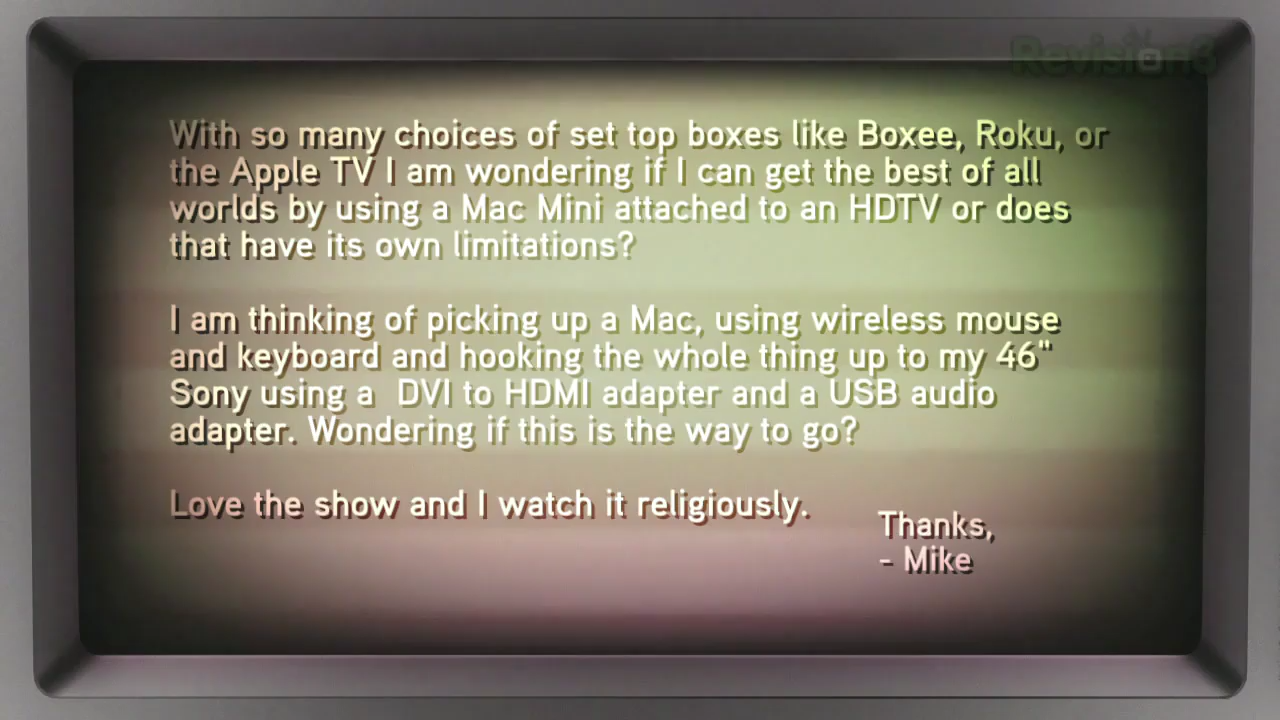 Revision3
With so many choices of set top boxes like Boxee, Roku, or
the Apple TV I am wondering if I can get the best of all
worlds by using a Mac Mini attached to an HDTV or does
that have its own limitations?
I am thinking of picking up a Mac, using wireless mouse
and keyboard and hooking the whole thing up to my 46"
Sony using a  DVI to HDMI adapter and a USB audio
adapter. Wondering if this is the way to go?
Love the show and I watch it religiously.
Thanks,
- Mike